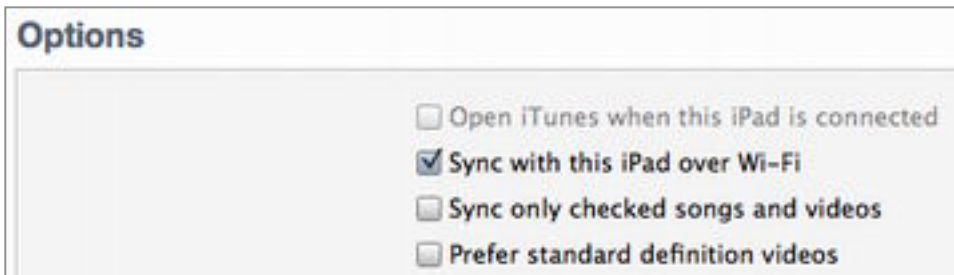 Options
Open iTunes when this iPad is connected
Sync with this iPad over Wi-Fi
Sync only checked songs and videos
Prefer standard definition videos